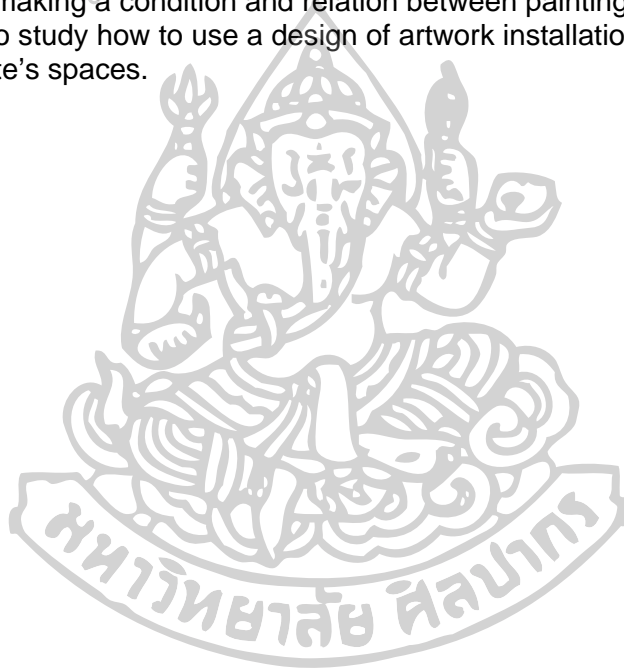 making a condition and relation between painting
o study how to use a design of artwork installatio
te's spaces.
มหาวิทยาลัย ศิลปากร